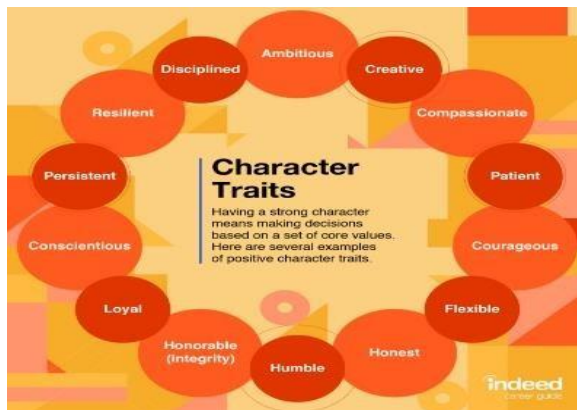 Ambitious
Creative
Compassionate
Patient
Courageous
Flexible
Honest
Humble
Honorable
(integrity)
Loyal
Conscientious
Persistent
Resilient
Disciplined
Character
Traits
Having a strong character
means making decisions
based on a set of core values.
Here are several examples
of positive character traits.
indeed
career guide